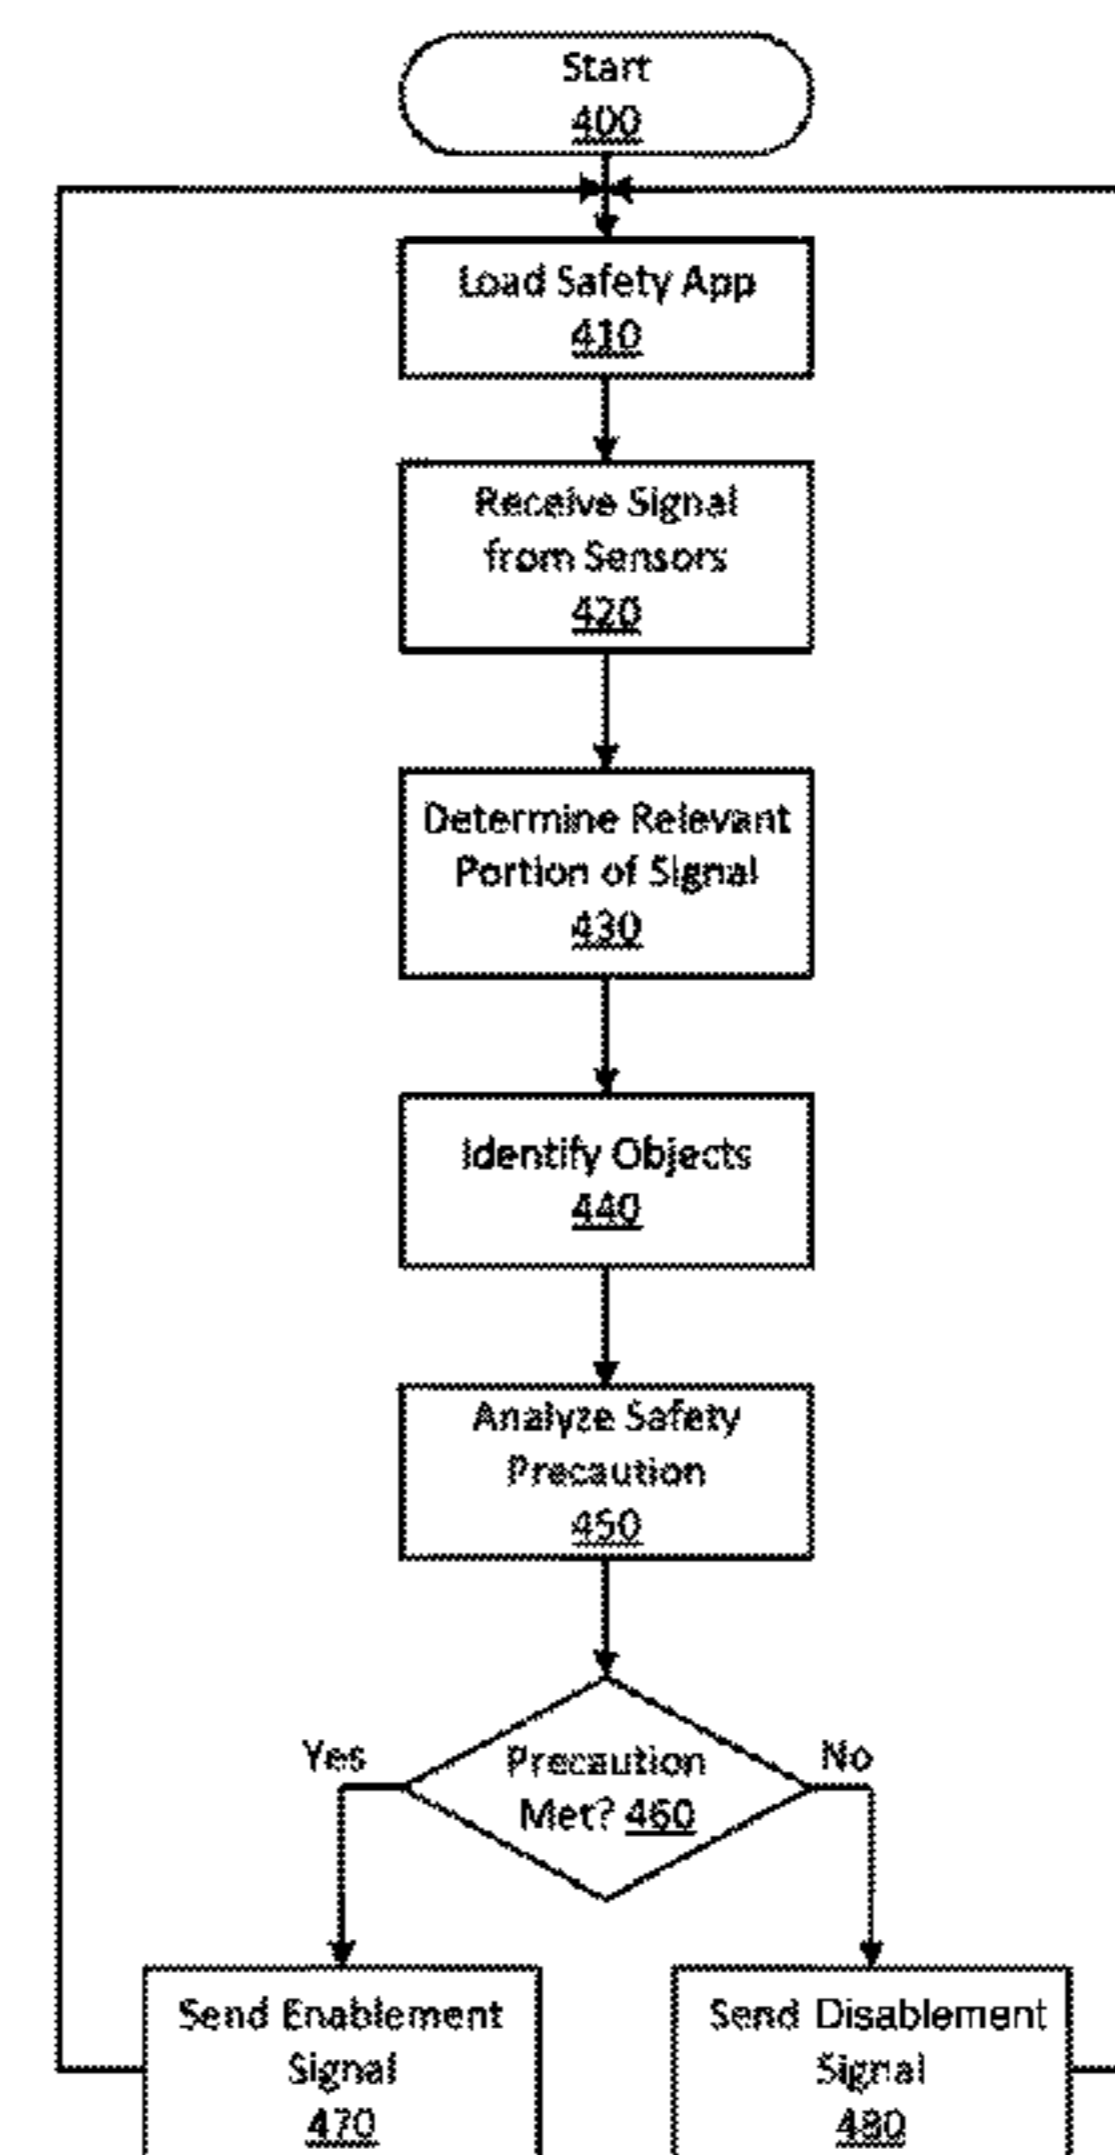 Start
400
Load Safety App
410
Receive Signal
from Sensors
420
Determine Relevant
Portion of Signal
430
Identify Objects
440
Analyze Safety
Precaution
450
Yes
Precaution
Met? 460
No
Send Enablement
Signal
470
Send Disablement
Signal
480